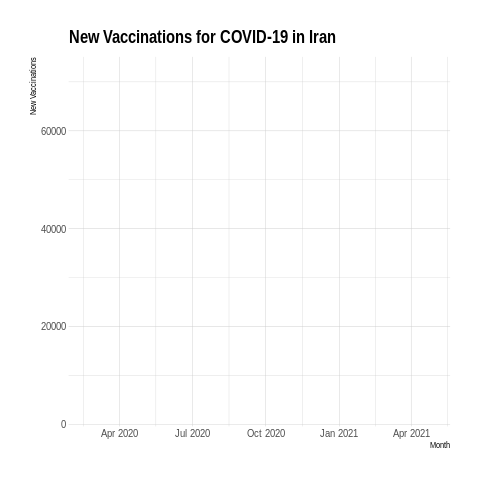 New Vaccinations for COVID-19 in Iran
New Vaccinations
60000
40000
20000
0
Apr 2020 Jul 2020 Oct 2020 Jan 2021 Apr 2021
Month